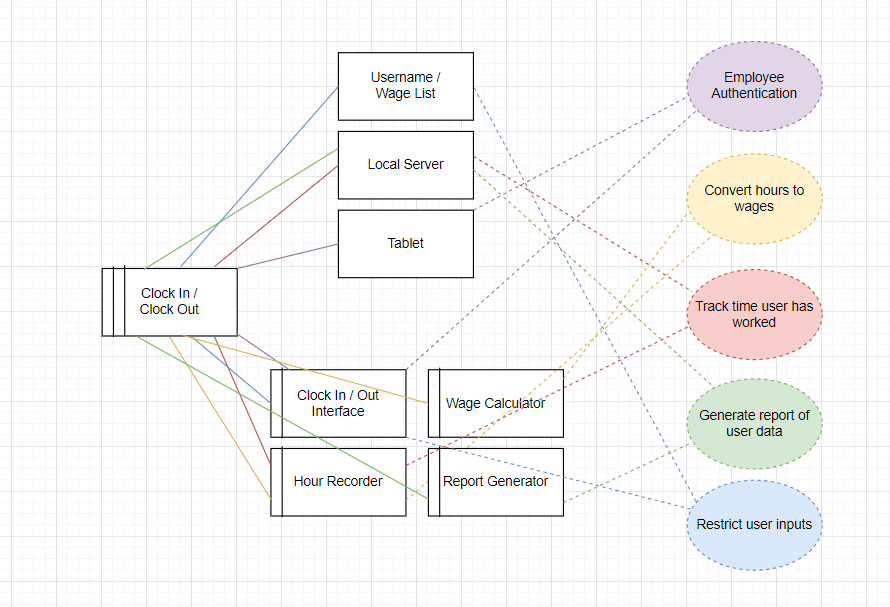 Username /
Wage List
Local Server
Tablet
Clock In /
Clock Out
Clock In / Out
Interface
Wage Calculator
Hour Recorder
Report Generator
Employee
Authentication
Convert hours to
wages
Track time user has
worked
Generate report of
user data
Restrict user inputs